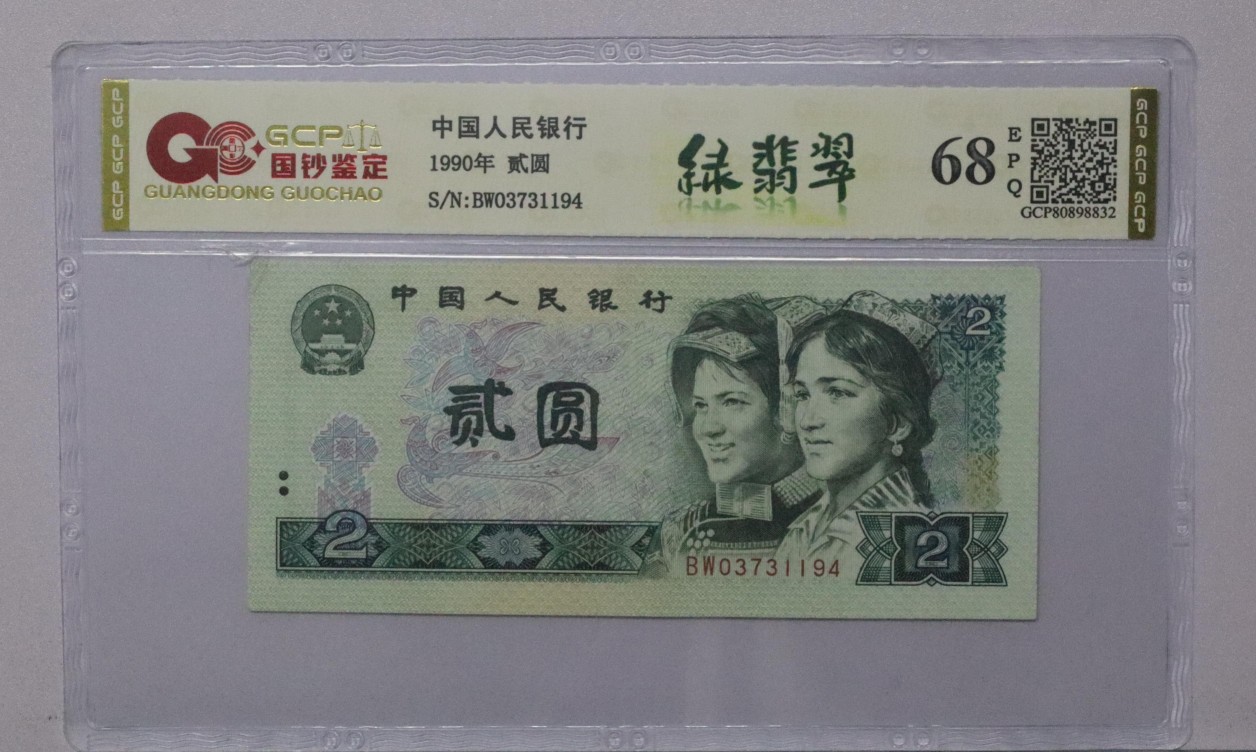 GCP GCP GCP
GCP
国钞鉴定
GUANGDONG GUOCHAO
中国人民银行
1990年 贰圆
S/N:BW03731194
绿翡翠
68
EPQ
GCP80898832
GCP GCP GCP
中国人民银行
贰圆
2
2
2
BW03731194